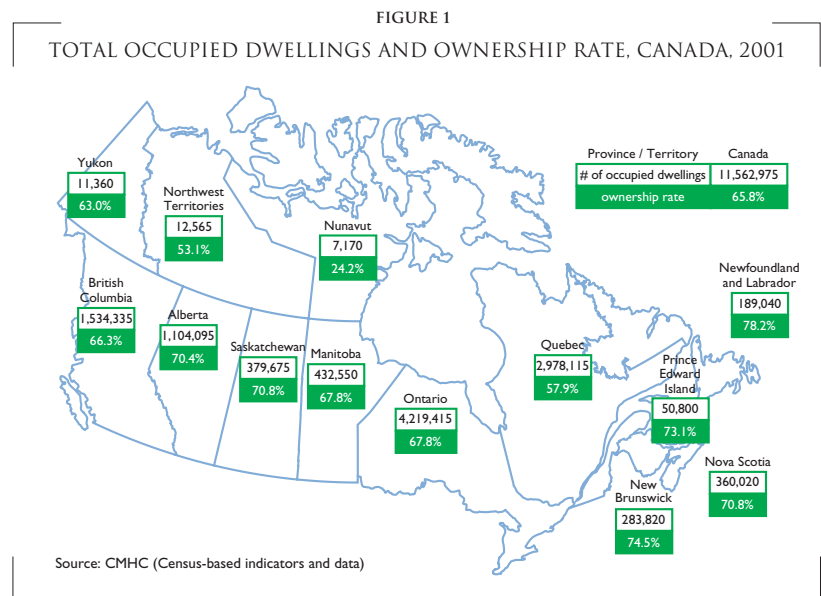 FIGURE 1
TOTAL OCCUPIED DWELLINGS AND OWNERSHIP RATE, CANADA, 2001
Province / Territory Canada
# of occupied dwellings 11,562,975
ownership rate 65.8%
Yukon
11,360
63.0%
Northwest
Territories
12,565
53.1%
Nunavut
7,170
24.2%
British
Columbia
1,534,335
66.3%
Alberta
1,104,095
70.4%
Saskatchewan
379,675
70.8%
Manitoba
432,550
67.8%
Ontario
4,219,415
67.8%
Quebec
2,978,115
57.9%
Newfoundland
and Labrador
189,040
78.2%
Prince
Edward
Island
50,800
73.1%
Nova Scotia
360,020
70.8%
New
Brunswick
283,820
74.5%
Source: CMHC (Census-based indicators and data)